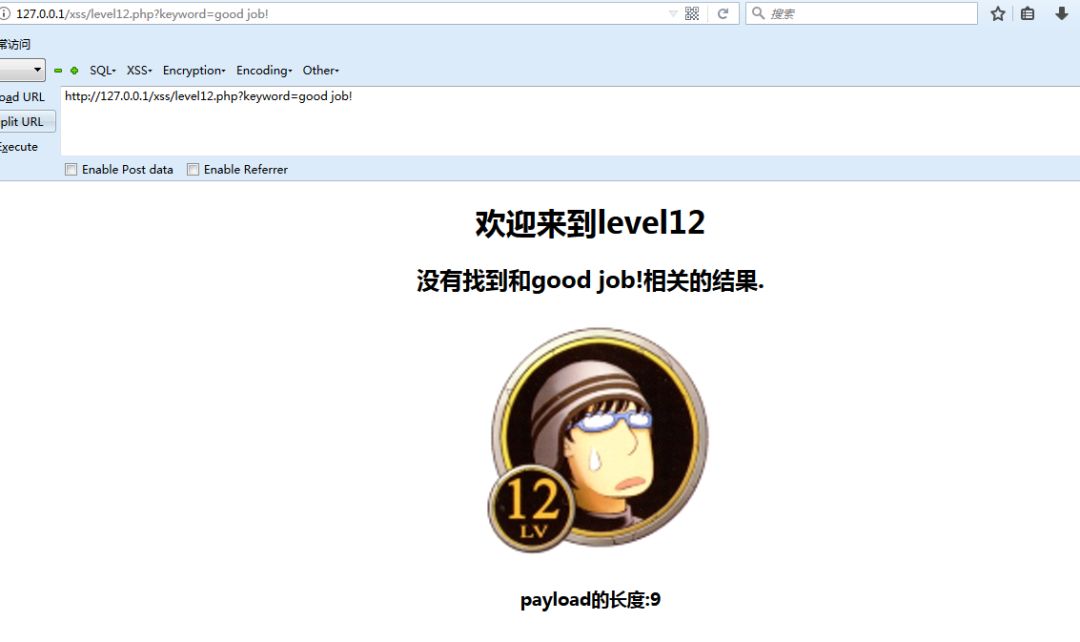 127.0.0.1/xss/level12.php?keyword=good job!
搜索
常访问
SQL▾ XSS▾ Encryption▾ Encoding▾ Other▾
oad URL
http://127.0.0.1/xss/level12.php?keyword=good job!
plit URL
Execute
Enable Post data Enable Referrer
欢迎来到level12
没有找到和good job!相关的结果.
12
LV
payload的长度:9